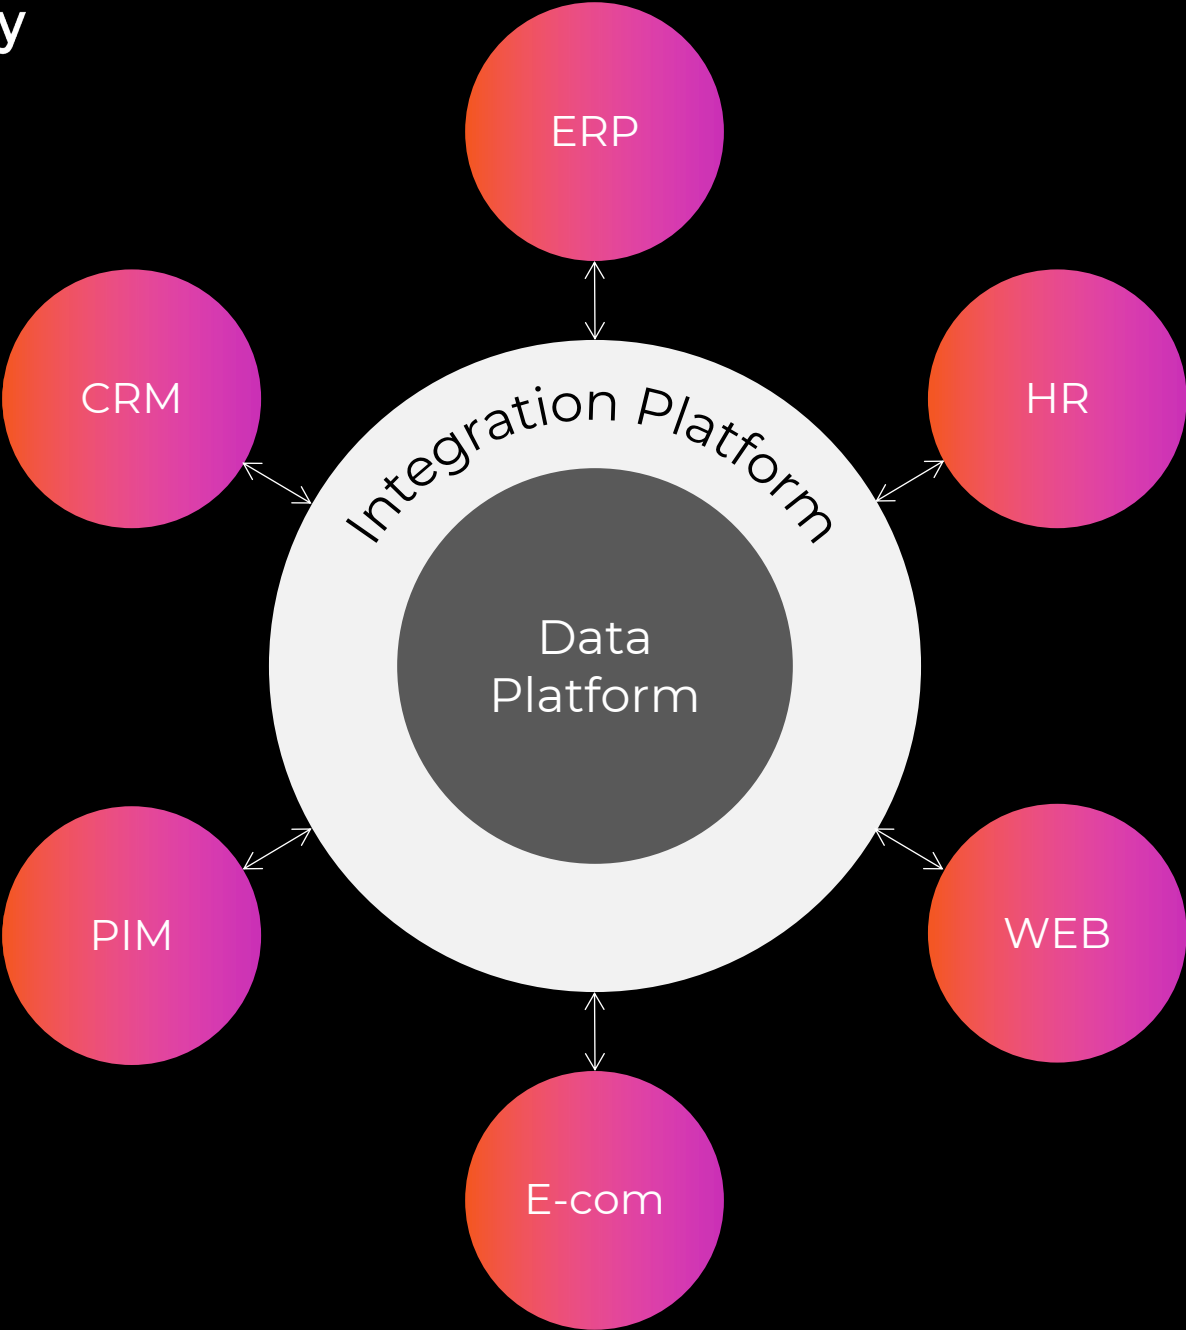 y
ERP
CRM
HR
Integration Platform
Data
Platform
PIM
WEB
E-com